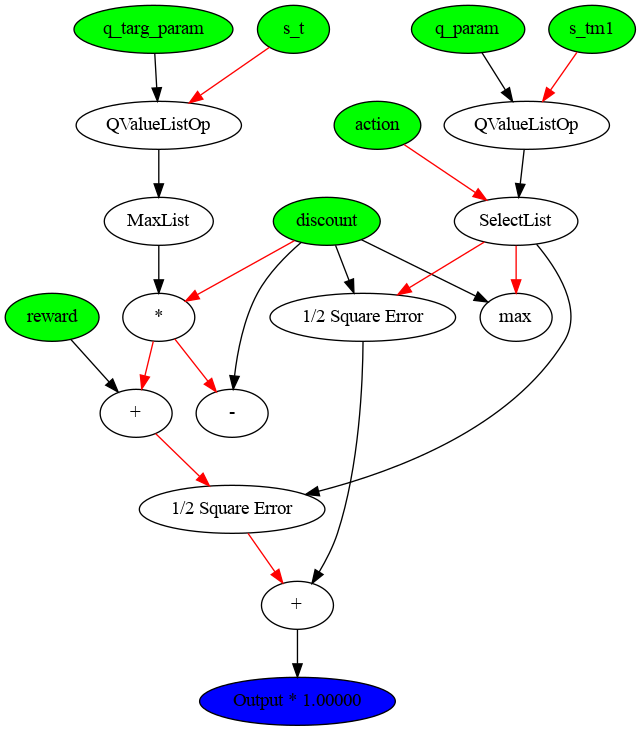 q_targ_param
s_t
q_param
s_tm1
QValueListOp
action
QValueListOp
MaxList
discount
SelectList
reward
*
1/2 Square Error
max
+
-
1/2 Square Error
+
Output * 1.00000